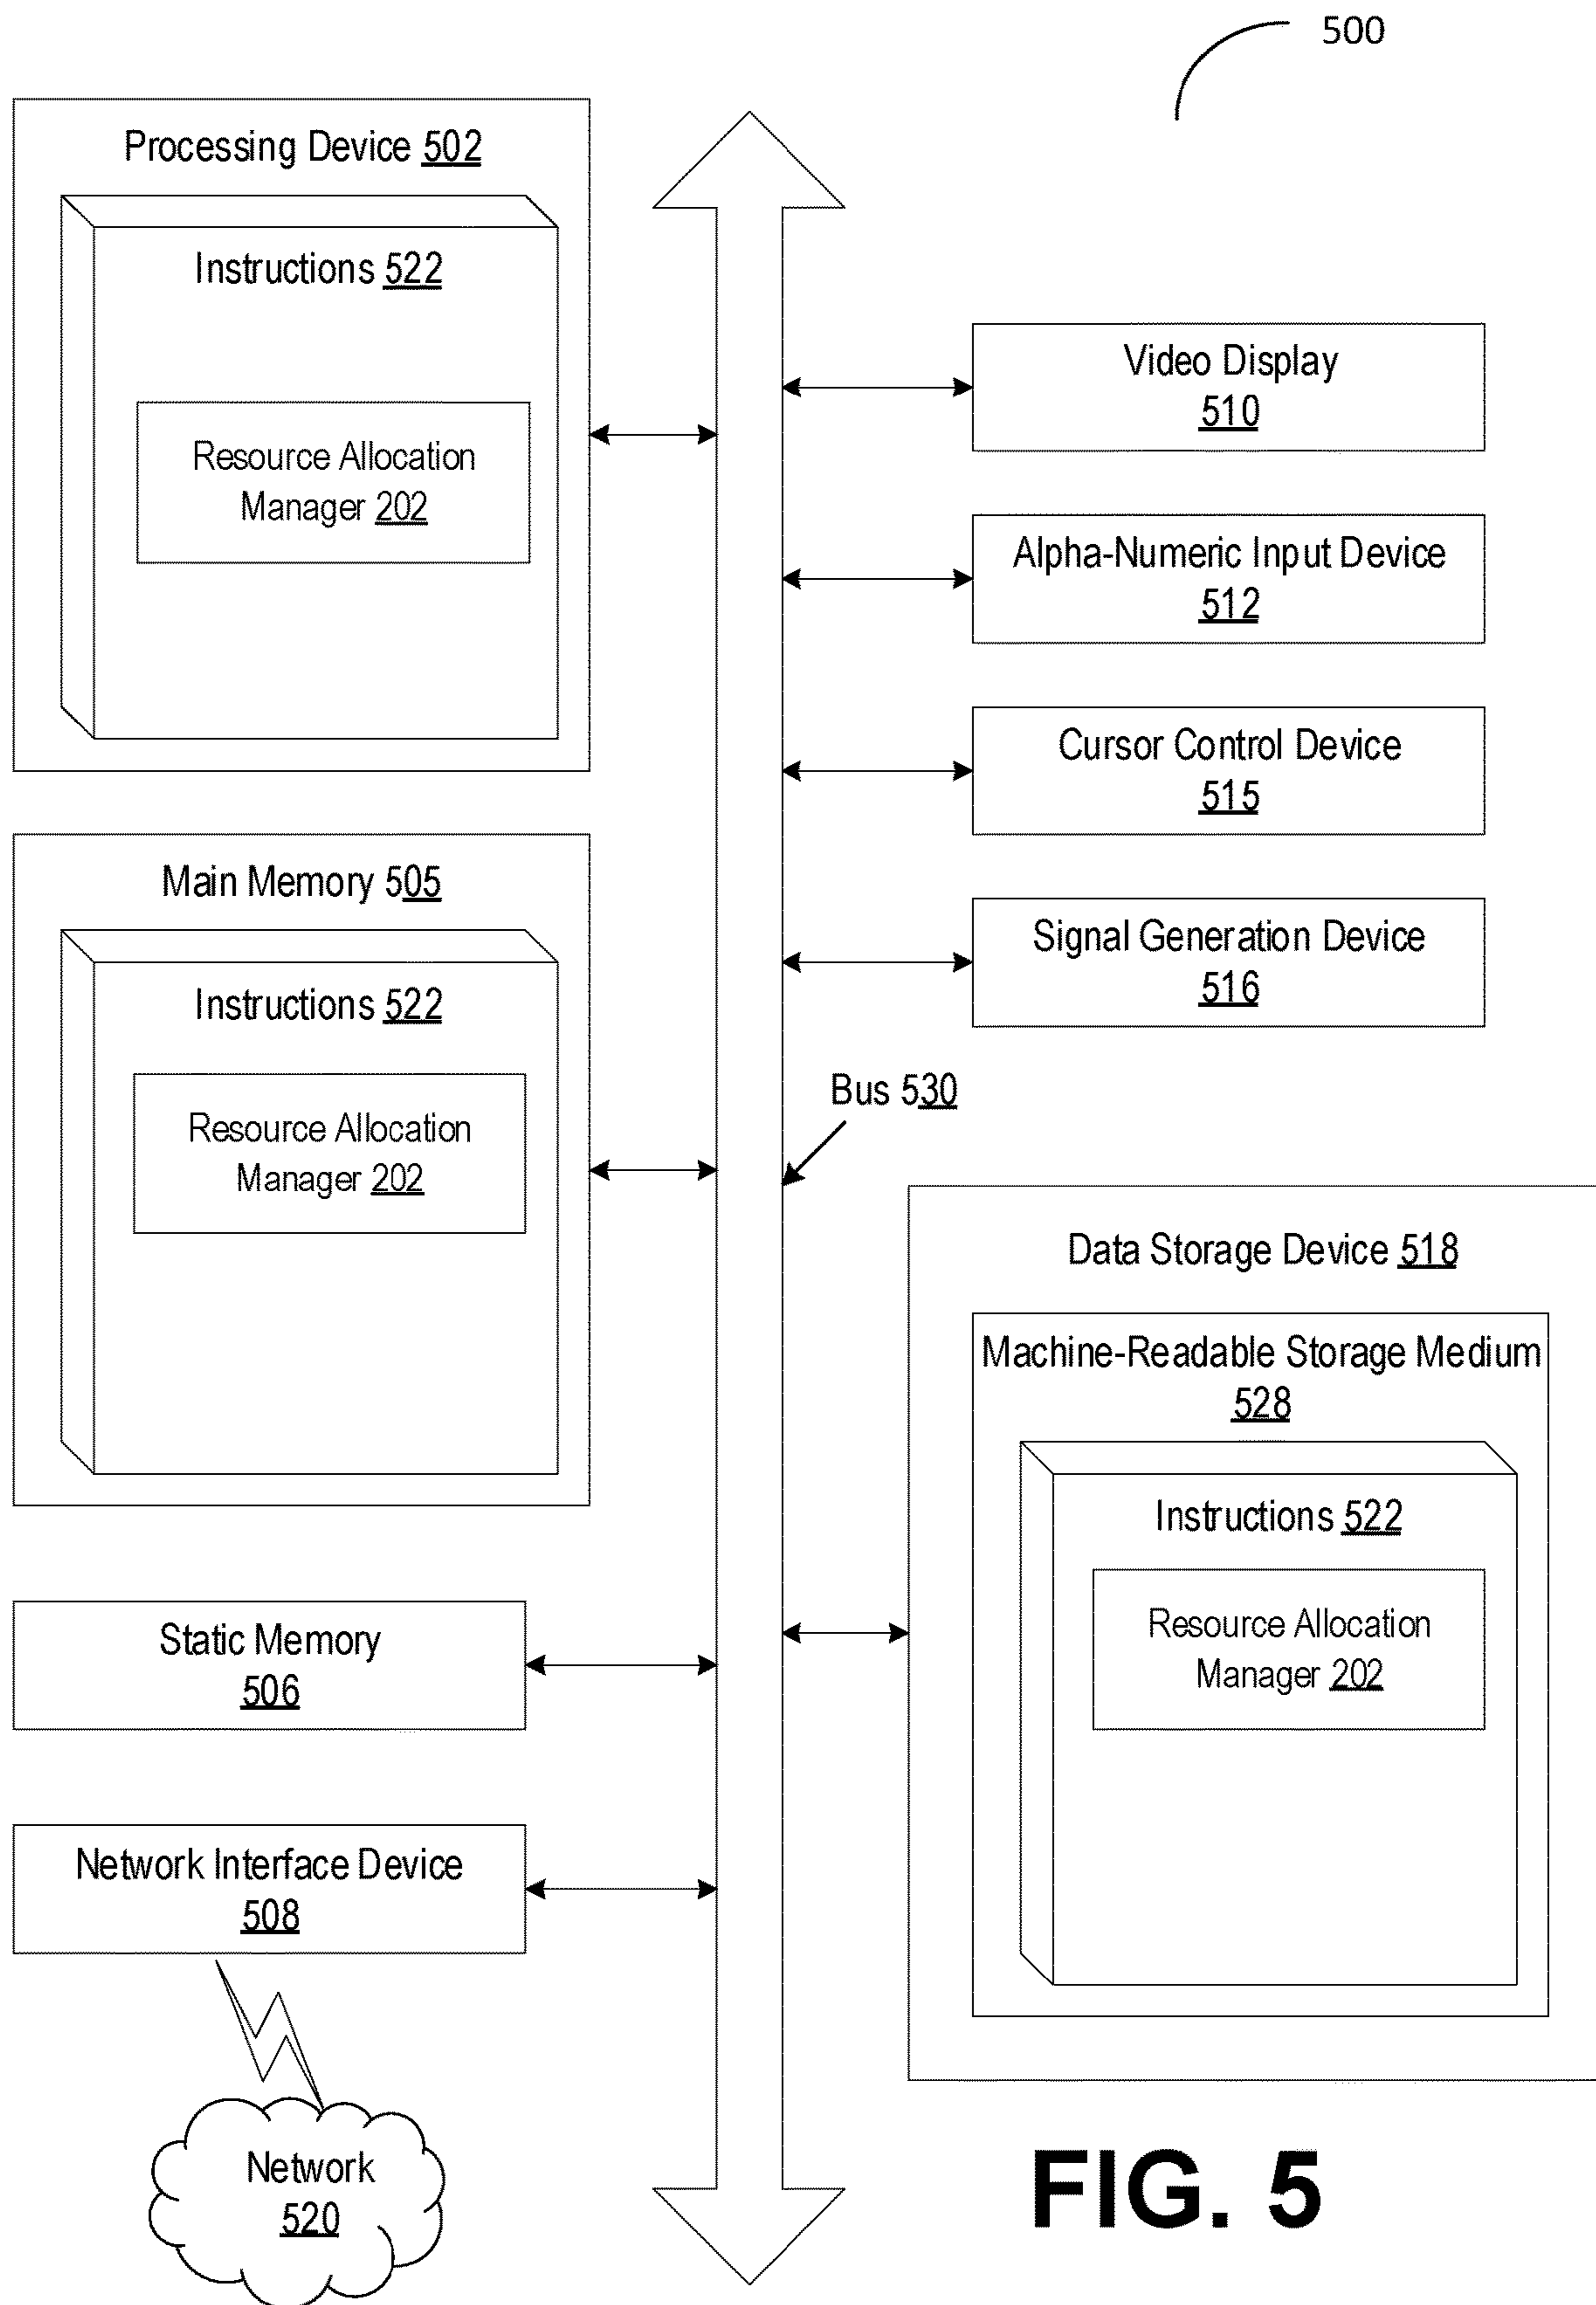 500
Processing Device 502
Instructions 522
Resource Allocation
Manager 202
Main Memory 505
Instructions 522
Resource Allocation
Manager 202
Static Memory
506
Network Interface Device
508
Network
520
Video Display
510
Alpha-Numeric Input Device
512
Cursor Control Device
515
Signal Generation Device
516
Bus 530
Data Storage Device 518
Machine-Readable Storage Medium
528
Instructions 522
Resource Allocation
Manager 202
FIG. 5